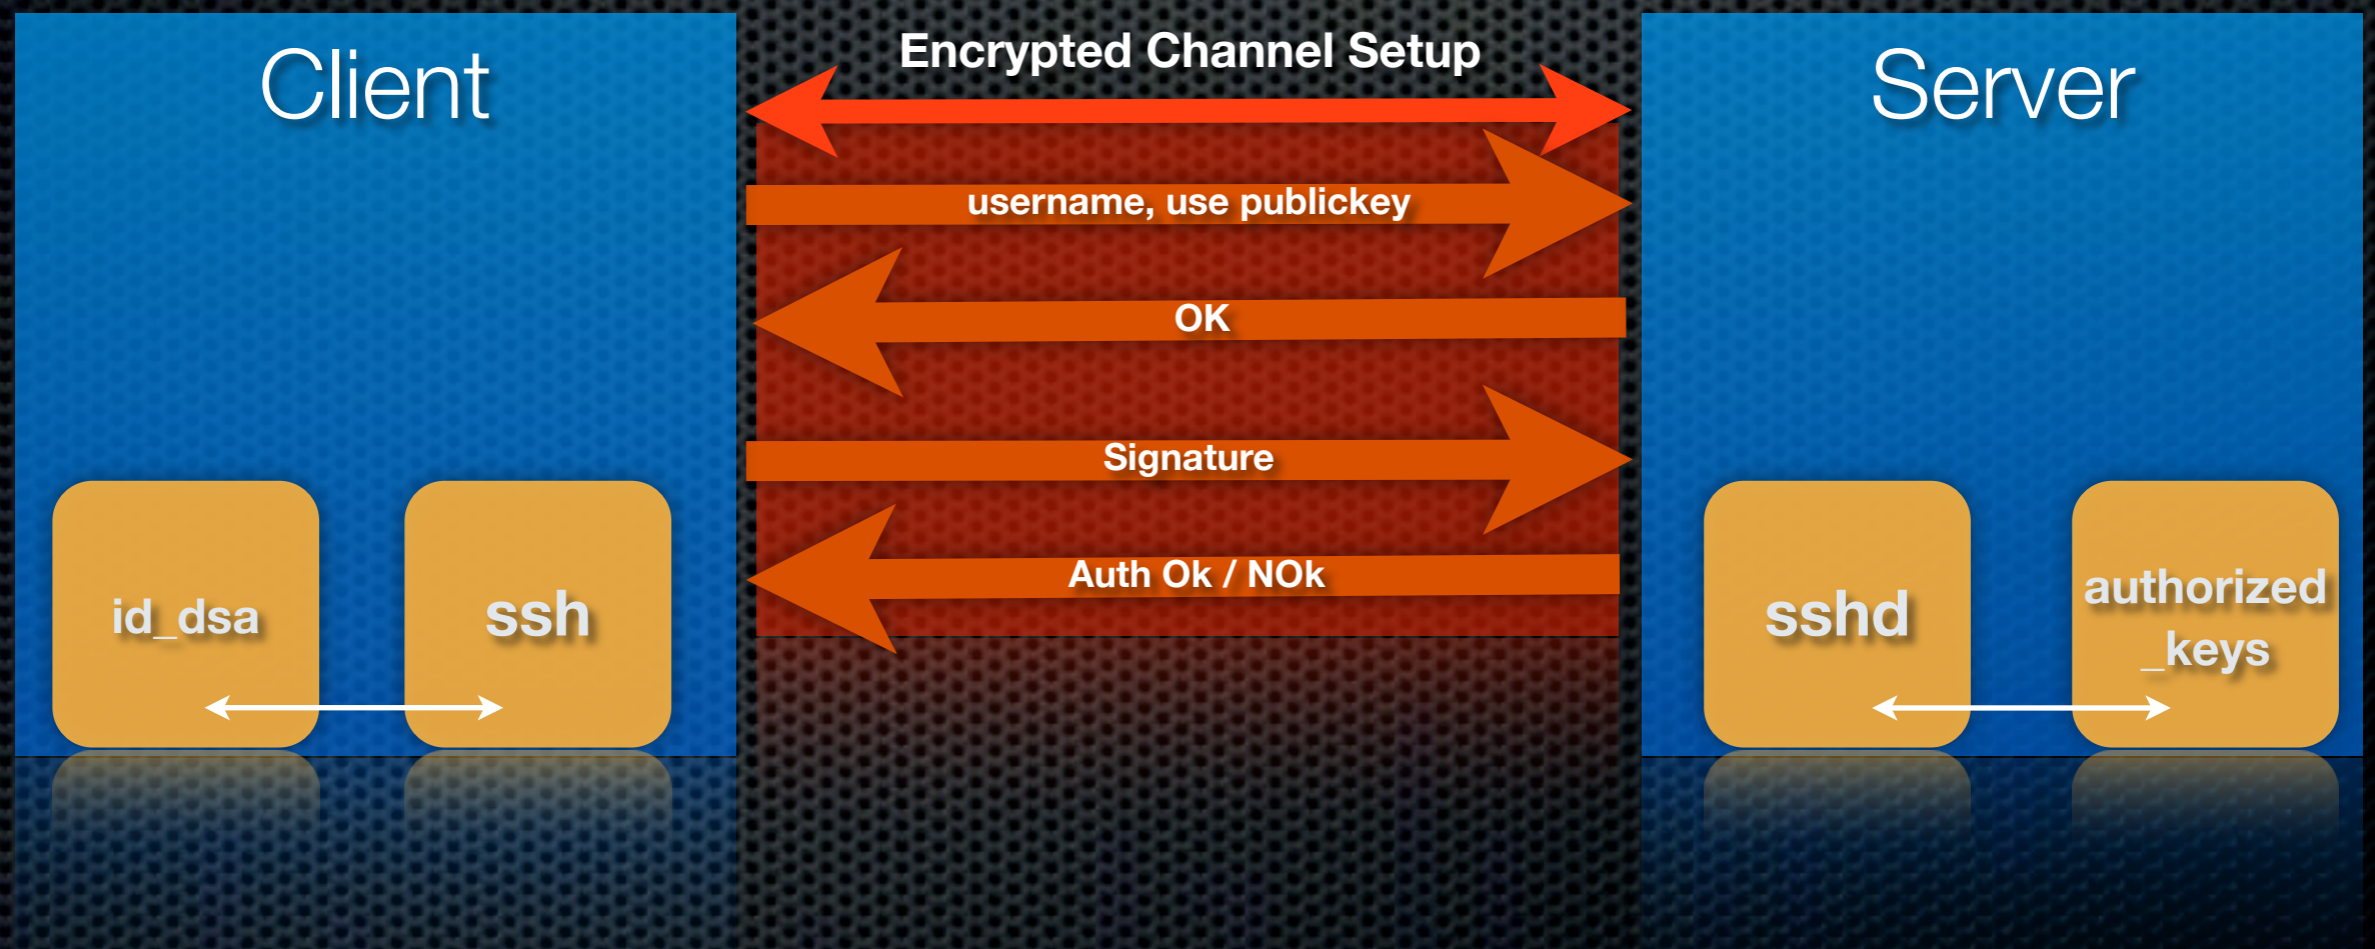 Client
Encrypted Channel Setup
Server
username, use publickey
OK
Signature
Auth Ok / NOk
id_dsa
ssh
sshd
authorized
_keys